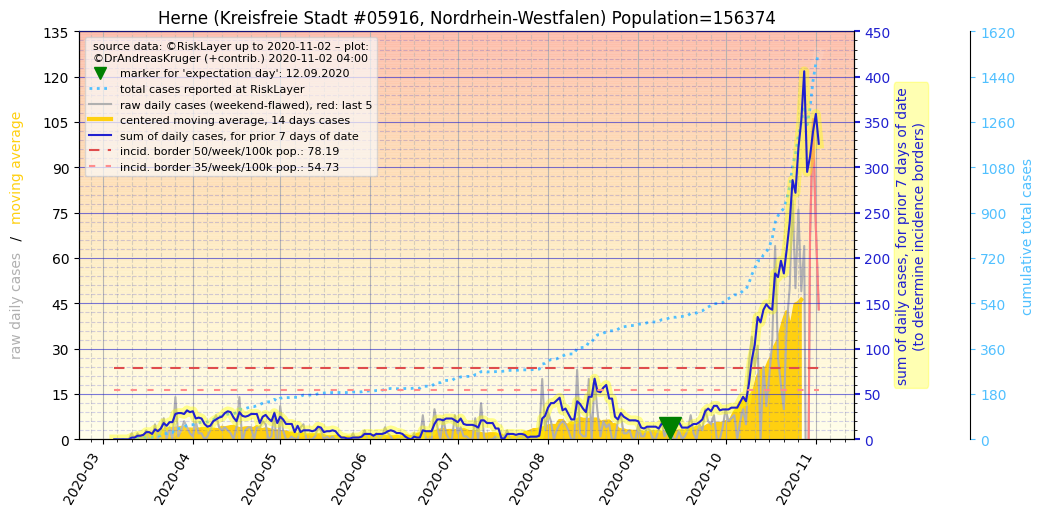 Herne (Kreisfreie Stadt #05916, Nordrhein-Westfalen) Population=156374
source data: ©RiskLayer up to 2020-11-02 – plot:
©DrAndreasKruger (+contrib.) 2020-11-02 04:00
marker for 'expectation day': 12.09.2020
total cases reported at RiskLayer
raw daily cases (weekend-flawed), red: last 5
centered moving average, 14 days cases
sum of daily cases, for prior 7 days of date
incid. border 50/week/100k pop.: 78.19
incid. border 35/week/100k pop.: 54.73
raw daily cases / moving average
135
120
105
90
75
60
45
30
15
0
2020-03
2020-04
2020-05
2020-06
2020-07
2020-08
2020-09
2020-10
2020-11
450
400
350
300
250
200
150
100
50
0
sum of daily cases, for prior 7 days of date
(to determine incidence borders)
1620
1440
1260
1080
900
720
540
360
180
0
cumulative total cases